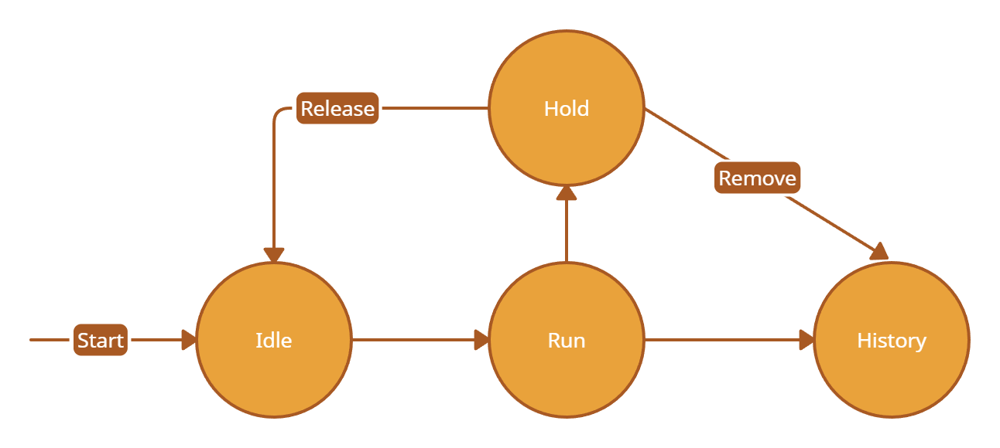 Hold
Release
Remove
Start
Idle
Run
History